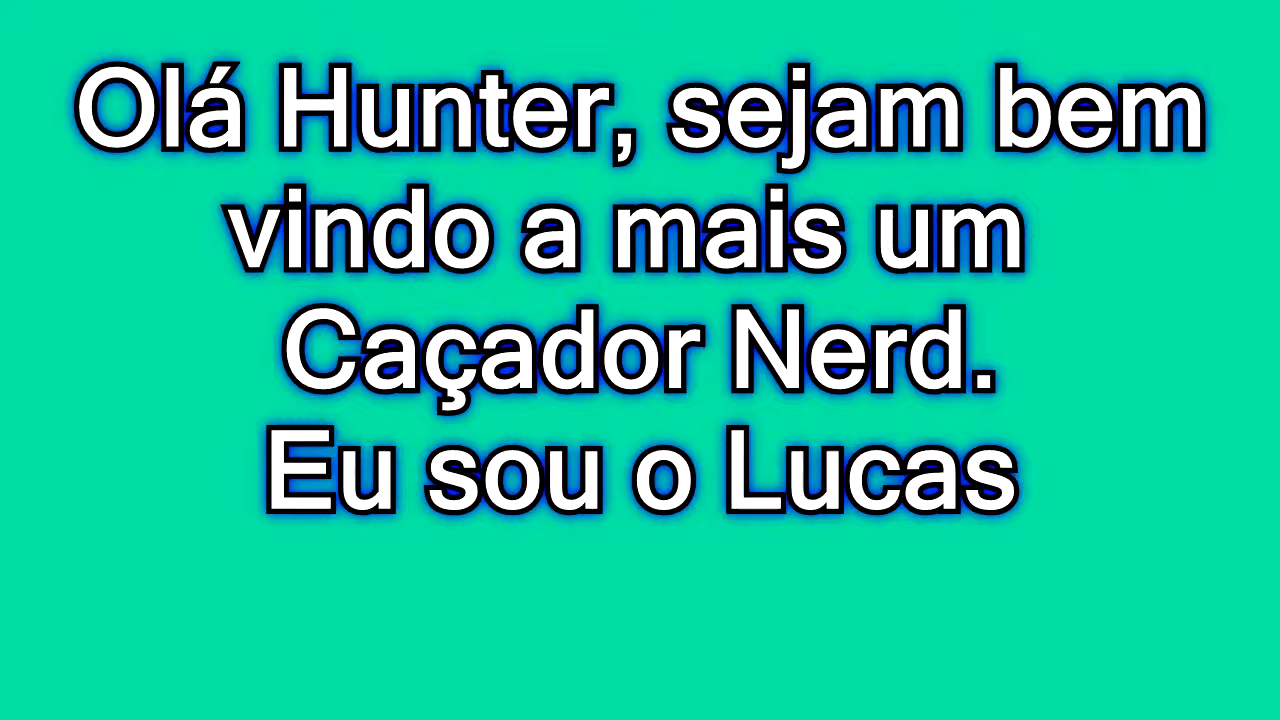 Olá Hunter, sejam bem
vindo a mais um
Caçador Nerd.
Eu sou o Lucas